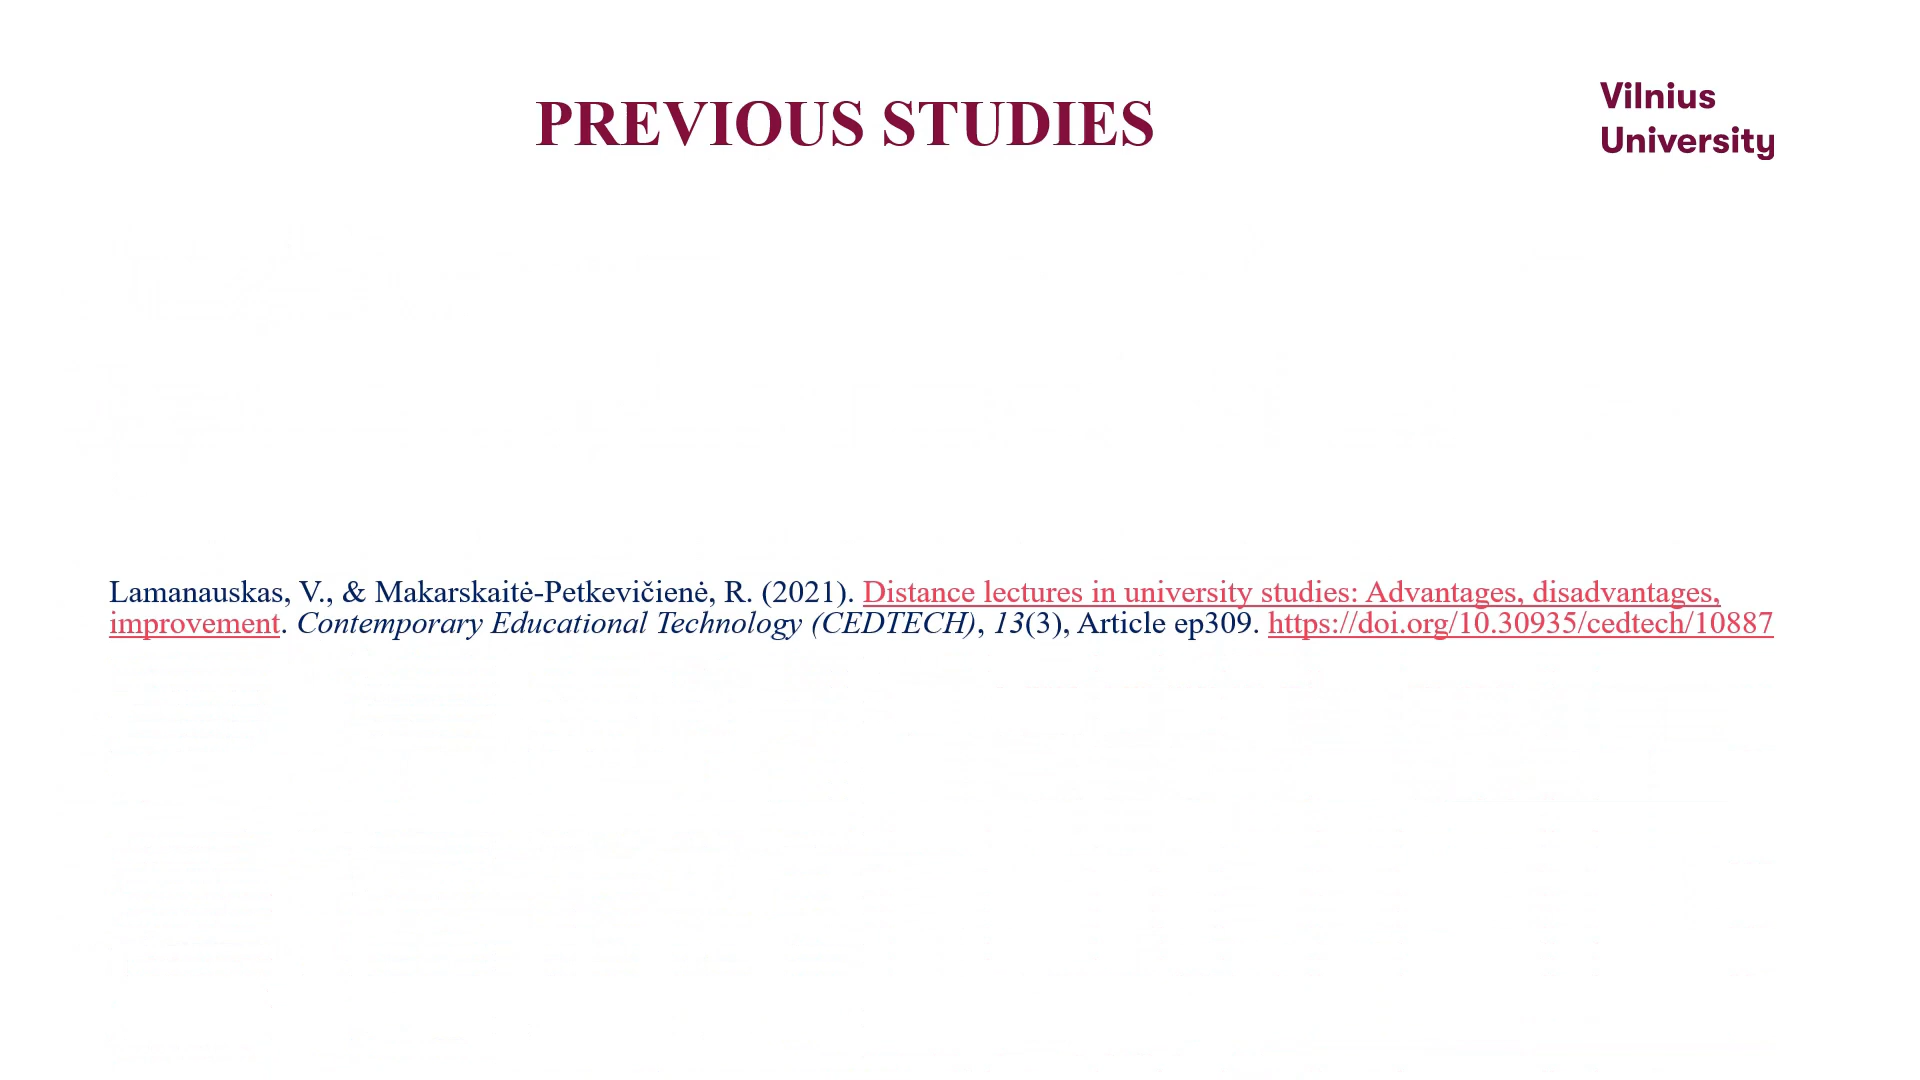 PREVIOUS STUDIES
Vilnius
University
Lamanauskas, V., & Makarskaitė-Petkevičienė, R. (2021). Distance lectures in university studies: Advantages, disadvantages,
improvement. Contemporary Educational Technology (CEDTECH), 13(3), Article ep309. https://doi.org/10.30935/cedtech/10887